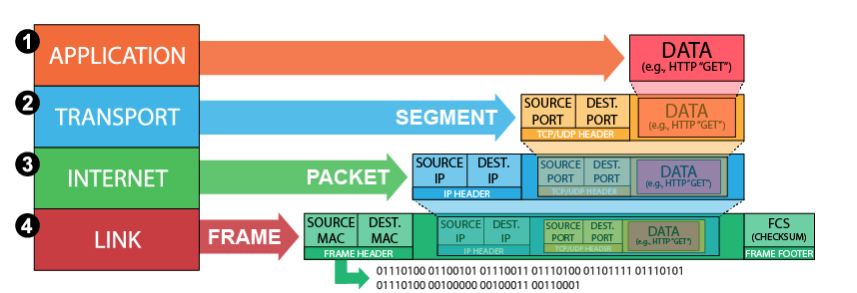 1
APPLICATION
DATA
(e.g., HTTP "GET")
2
TRANSPORT
SEGMENT
SOURCE PORT
DEST. PORT
TCP/UDP HEADER
DATA
(e.g., HTTP "GET")
3
INTERNET
PACKET
SOURCE IP
DEST. IP
IP HEADER
SOURCE PORT
DEST. PORT
TCP/UDP HEADER
DATA
(e.g., HTTP "GET")
4
LINK
FRAME
SOURCE MAC
DEST. MAC
FRAME HEADER
SOURCE IP
DEST. IP
IP HEADER
SOURCE PORT
DEST. PORT
TCP/UDP HEADER
DATA
(e.g., HTTP "GET")
FCS
(CHECKSUM)
FRAME FOOTER
01110100 01100101 01110011 01110100 01101111 01110101
01110100 00100000 00100011 00110001